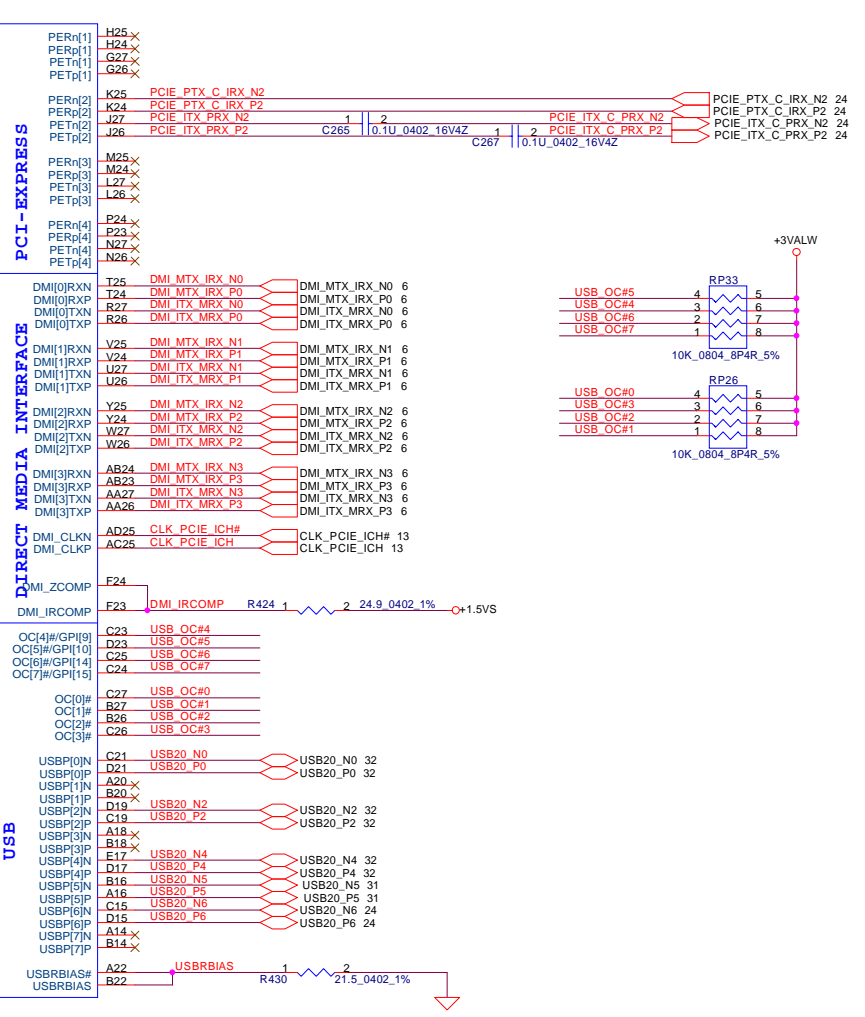 PCI-EXPRESS
PERn[1] H25
PERp[1] H24
PETn[1] G27
PETp[1] G26
PERn[2] K25 PCIE_PTX_C_IRX_N2 PCIE_PTX_C_IRX_N2 24
PERp[2] K24 PCIE_PTX_C_IRX_P2 PCIE_PTX_C_IRX_P2 24
PETn[2] J27 PCIE_ITX_PRX_N2 1 2 PCIE_ITX_C_PRX_N2 PCIE_ITX_C_PRX_N2 24
C265 0.1U_0402_16V4Z
PETp[2] J26 PCIE_ITX_PRX_P2 1 2 PCIE_ITX_C_PRX_P2 PCIE_ITX_C_PRX_P2 24
C267 0.1U_0402_16V4Z
PERn[3] M25
PERp[3] M24
PETn[3] L27
PETp[3] L26
PERn[4] P24
PERp[4] P23
PETn[4] N27
PETp[4] N26
DIRECT MEDIA INTERFACE
DMI[0]RXN T25 DMI_MTX_IRX_N0 DMI_MTX_IRX_N0 6
DMI[0]RXP T24 DMI_MTX_IRX_P0 DMI_MTX_IRX_P0 6
DMI[0]TXN R27 DMI_ITX_MRX_N0 DMI_ITX_MRX_N0 6
DMI[0]TXP R26 DMI_ITX_MRX_P0 DMI_ITX_MRX_P0 6
DMI[1]RXN V25 DMI_MTX_IRX_N1 DMI_MTX_IRX_N1 6
DMI[1]RXP V24 DMI_MTX_IRX_P1 DMI_MTX_IRX_P1 6
DMI[1]TXN U27 DMI_ITX_MRX_N1 DMI_ITX_MRX_N1 6
DMI[1]TXP U26 DMI_ITX_MRX_P1 DMI_ITX_MRX_P1 6
DMI[2]RXN Y25 DMI_MTX_IRX_N2 DMI_MTX_IRX_N2 6
DMI[2]RXP Y24 DMI_MTX_IRX_P2 DMI_MTX_IRX_P2 6
DMI[2]TXN W27 DMI_ITX_MRX_N2 DMI_ITX_MRX_N2 6
DMI[2]TXP W26 DMI_ITX_MRX_P2 DMI_ITX_MRX_P2 6
DMI[3]RXN AB24 DMI_MTX_IRX_N3 DMI_MTX_IRX_N3 6
DMI[3]RXP AB23 DMI_MTX_IRX_P3 DMI_MTX_IRX_P3 6
DMI[3]TXN AA27 DMI_ITX_MRX_N3 DMI_ITX_MRX_N3 6
DMI[3]TXP AA26 DMI_ITX_MRX_P3 DMI_ITX_MRX_P3 6
DMI_CLKN AD25 CLK_PCIE_ICH# CLK_PCIE_ICH# 13
DMI_CLKP AC25 CLK_PCIE_ICH CLK_PCIE_ICH 13
DMI_ZCOMP F24
DMI_IRCOMP F23 DMI_IRCOMP R424 1 2 24.9_0402_1% +1.5VS
+3VALW
RP33
USB_OC#5 4 5
USB_OC#4 3 6
USB_OC#6 2 7
USB_OC#7 1 8
10K_0804_8P4R_5%
RP26
USB_OC#0 4 5
USB_OC#3 3 6
USB_OC#2 2 7
USB_OC#1 1 8
10K_0804_8P4R_5%
USB
OC[4]#/GPI[9] C23 USB_OC#4
OC[5]#/GPI[10] D23 USB_OC#5
OC[6]#/GPI[14] C25 USB_OC#6
OC[7]#/GPI[15] C24 USB_OC#7
OC[0]# C27 USB_OC#0
OC[1]# B27 USB_OC#1
OC[2]# B26 USB_OC#2
OC[3]# C26 USB_OC#3
USBP[0]N C21 USB20_N0 USB20_N0 32
USBP[0]P D21 USB20_P0 USB20_P0 32
USBP[1]N A20
USBP[1]P B20
USBP[2]N D19 USB20_N2 USB20_N2 32
USBP[2]P C19 USB20_P2 USB20_P2 32
USBP[3]N A18
USBP[3]P B18
USBP[4]N E17 USB20_N4 USB20_N4 32
USBP[4]P D17 USB20_P4 USB20_P4 32
USBP[5]N B16 USB20_N5 USB20_N5 31
USBP[5]P A16 USB20_P5 USB20_P5 31
USBP[6]N C15 USB20_N6 USB20_N6 24
USBP[6]P D15 USB20_P6 USB20_P6 24
USBP[7]N A14
USBP[7]P B14
USBRBIAS# A22 USBRBIAS 1 2
USBRBIAS B22 R430 21.5_0402_1%